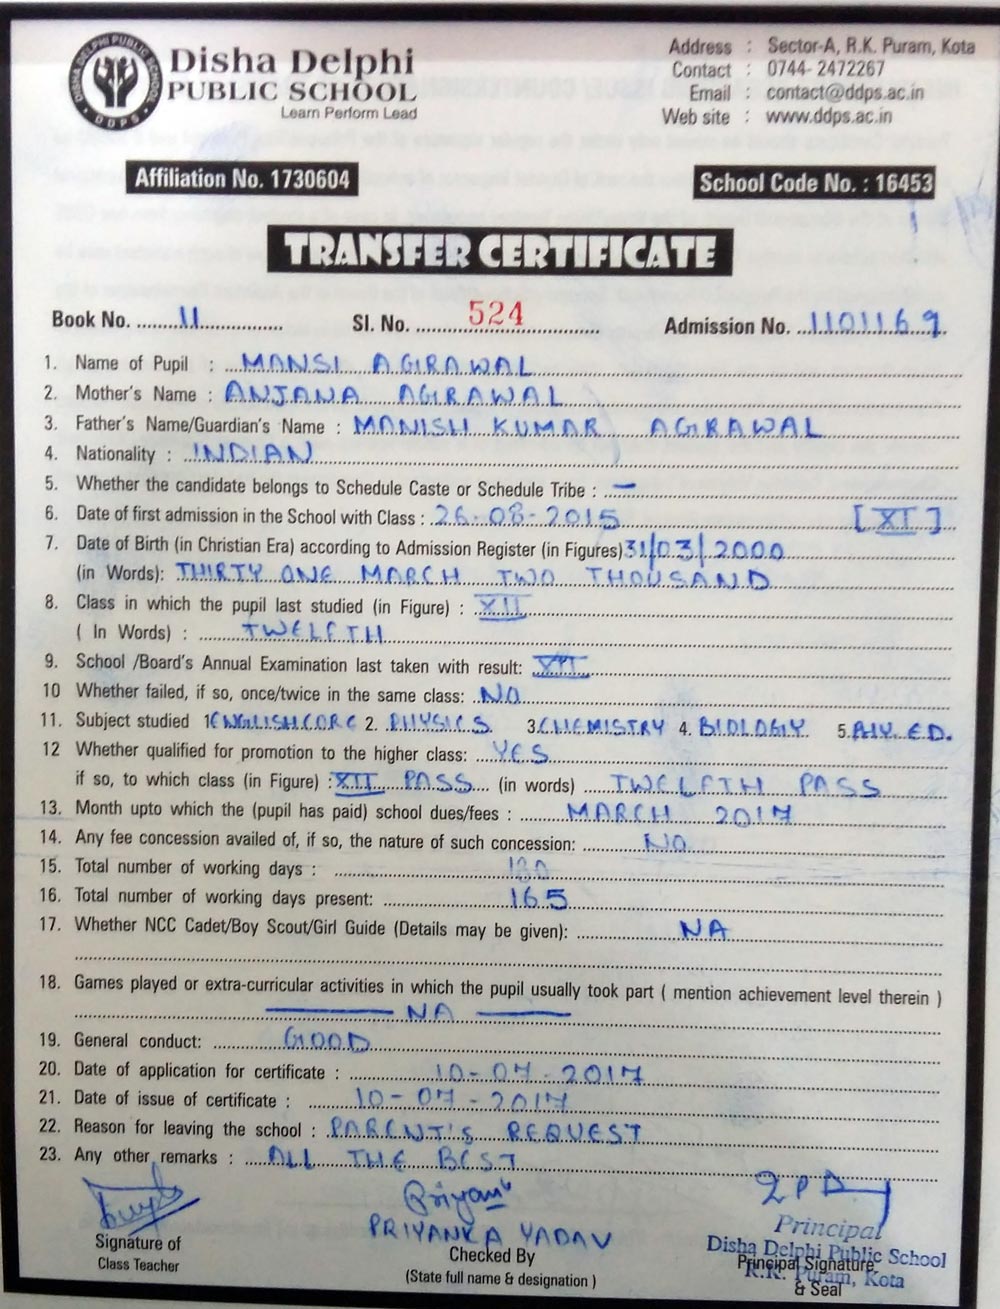 DISHA DELPHI PUBLIC SCHOOL
DDPS
Disha Delphi
PUBLIC SCHOOL
Learn Perform Lead
Address : Sector-A, R.K. Puram, Kota
Contact : 0744- 2472267
Email : contact@ddps.ac.in
Web site : www.ddps.ac.in
Affiliation No. 1730604
School Code No. : 16453
TRANSFER CERTIFICATE
Book No. 11 Sl. No. 524 Admission No. 1101169
1. Name of Pupil : MANSI AGRAWAL
2. Mother's Name : ANJANA AGRAWAL
3. Father's Name/Guardian's Name : MANISH KUMAR AGRAWAL
4. Nationality : INDIAN
5. Whether the candidate belongs to Schedule Caste or Schedule Tribe : —
6. Date of first admission in the School with Class : 26-08-2015 [XI]
7. Date of Birth (in Christian Era) according to Admission Register (in Figures) 31/03/2000
(in Words): THIRTY ONE MARCH TWO THOUSAND
8. Class in which the pupil last studied (in Figure) : XII
( In Words) : TWELFTH
9. School /Board's Annual Examination last taken with result: XII
10 Whether failed, if so, once/twice in the same class: NO
11. Subject studied 1 ENGLISH CORE 2. PHYSICS 3. CHEMISTRY 4. BIOLOGY 5. PHY. ED.
12 Whether qualified for promotion to the higher class: YES
if so, to which class (in Figure) : XII PASS (in words) TWELFTH PASS
13. Month upto which the (pupil has paid) school dues/fees : MARCH 2017
14. Any fee concession availed of, if so, the nature of such concession: NO
15. Total number of working days : 180
16. Total number of working days present: 165
17. Whether NCC Cadet/Boy Scout/Girl Guide (Details may be given): NA
18. Games played or extra-curricular activities in which the pupil usually took part ( mention achievement level therein )
— NA —
19. General conduct: GOOD
20. Date of application for certificate : 10-07-2017
21. Date of issue of certificate : 10-07-2017
22. Reason for leaving the school : PARENT'S REQUEST
23. Any other remarks : ALL THE BEST
Priyanka
PRIYANKA YADAV
Signature of
Class Teacher
Checked By
(State full name & designation )
Principal
Disha Delphi Public School
R.K. Puram, Kota
Principal Signature
& Seal